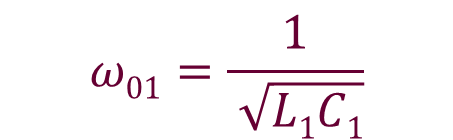 ω₀₁ = 1 / √(L₁C₁)